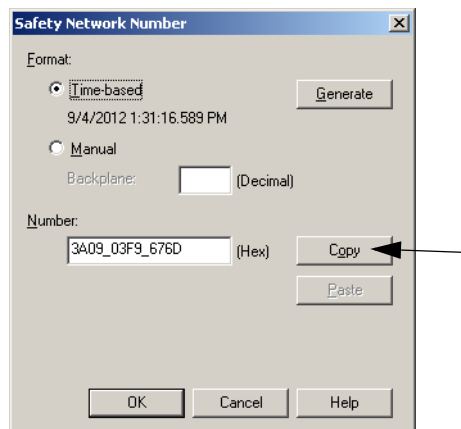 Safety Network Number
Format:
Time-based
Generate
9/4/2012 1:31:16.589 PM
Manual
Backplane: (Decimal)
Number:
3A09_03F9_676D (Hex) Copy
Paste
OK Cancel Help